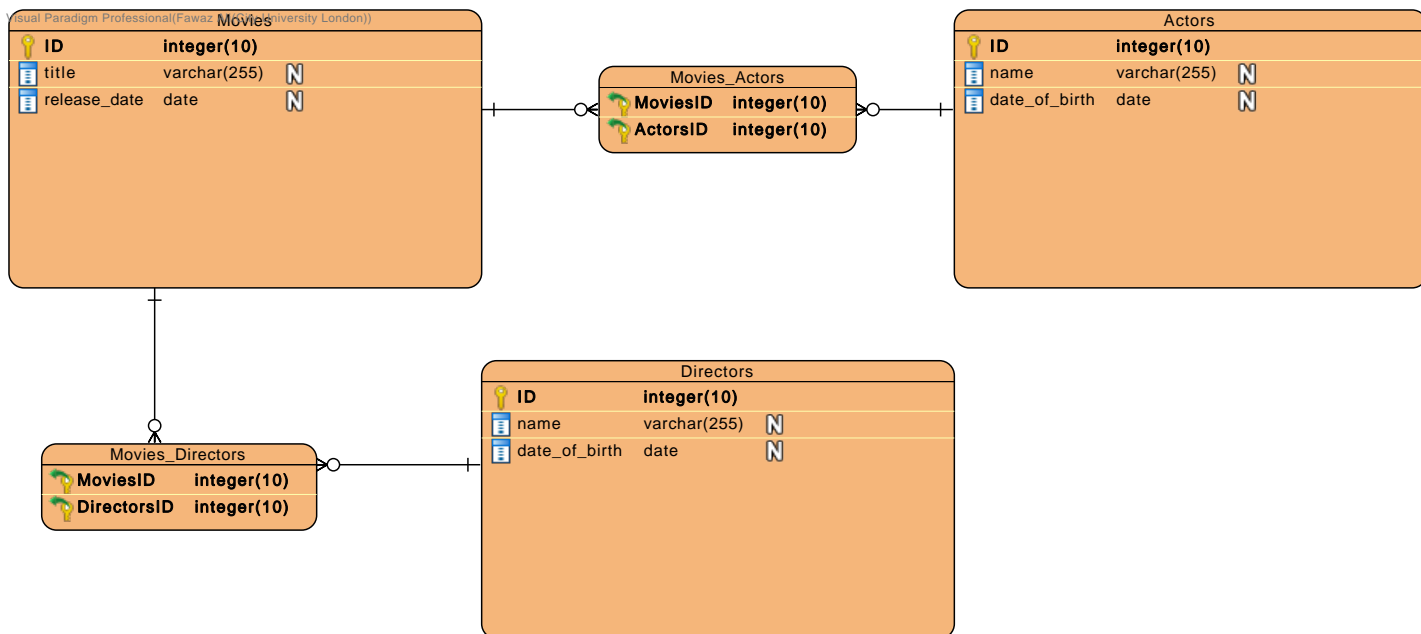 Visual Paradigm Professional(Fawaz University London))
Movies
ID integer(10)
title varchar(255) N
release_date date N
Movies_Actors
MoviesID integer(10)
ActorsID integer(10)
Actors
ID integer(10)
name varchar(255) N
date_of_birth date N
Directors
ID integer(10)
name varchar(255) N
date_of_birth date N
Movies_Directors
MoviesID integer(10)
DirectorsID integer(10)